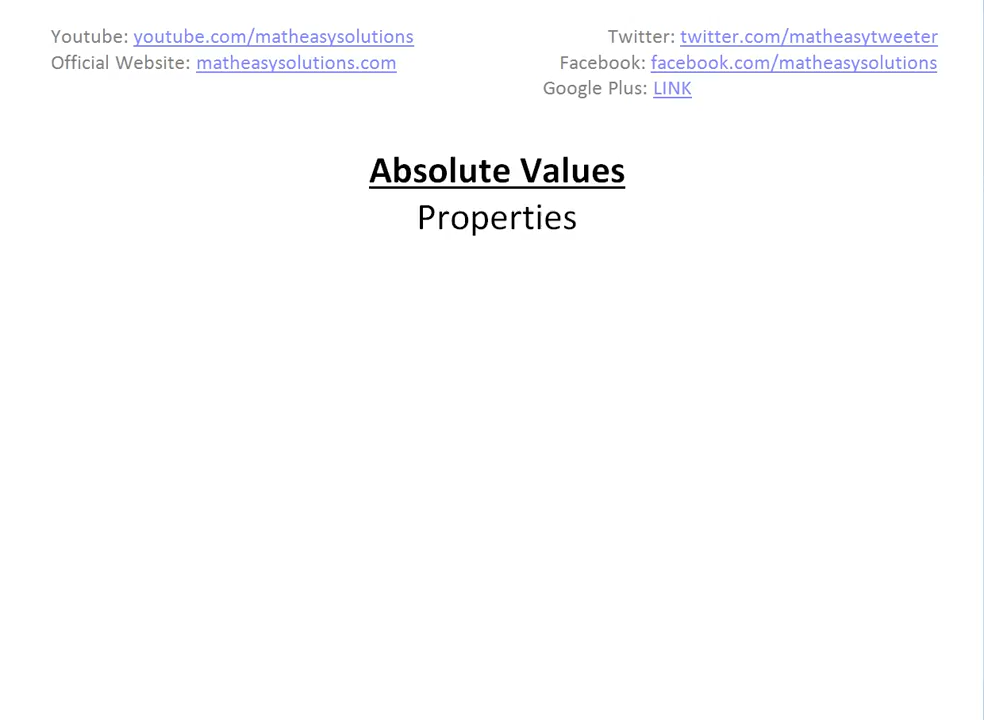 Youtube: youtube.com/matheasysolutions Twitter: twitter.com/matheasytweeter
Official Website: matheasysolutions.com Facebook: facebook.com/matheasysolutions
Google Plus: LINK
Absolute Values
Properties